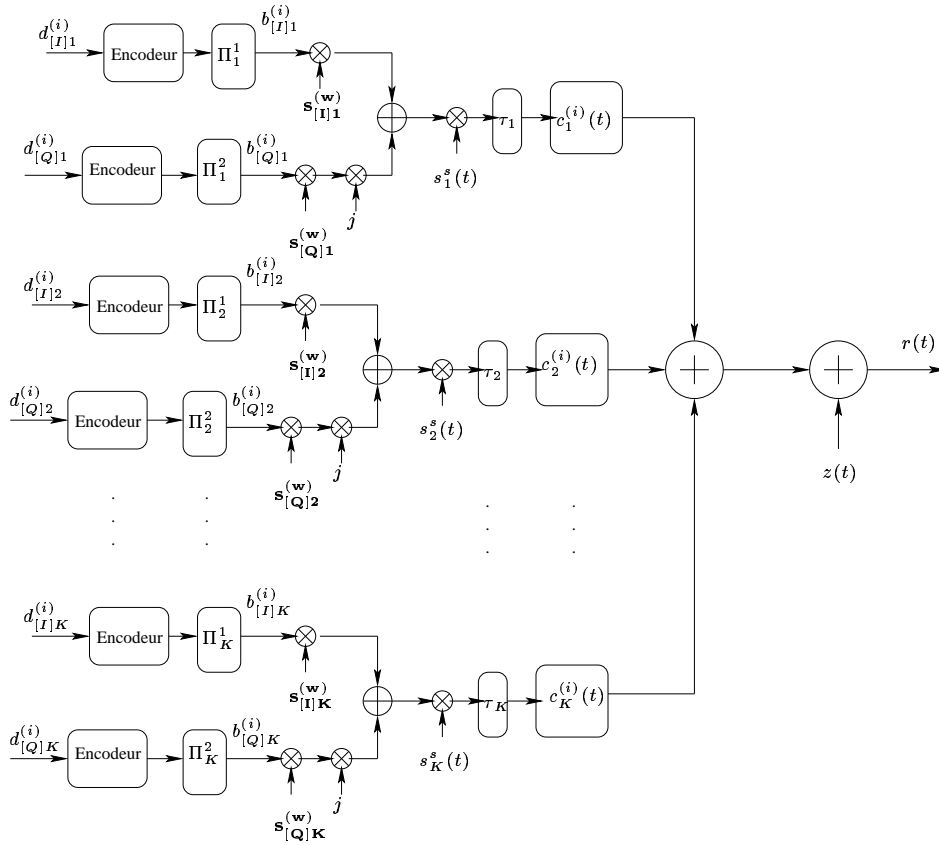 d_{[I]1}^{(i)} Encodeur Π_1^1 b_{[I]1}^{(i)}
s_{[I]1}^{(w)}
d_{[Q]1}^{(i)} Encodeur Π_1^2 b_{[Q]1}^{(i)}
s_{[Q]1}^{(w)} j
s_1^s(t) τ_1 c_1^{(i)}(t)
d_{[I]2}^{(i)} Encodeur Π_2^1 b_{[I]2}^{(i)}
s_{[I]2}^{(w)}
d_{[Q]2}^{(i)} Encodeur Π_2^2 b_{[Q]2}^{(i)}
s_{[Q]2}^{(w)} j
s_2^s(t) τ_2 c_2^{(i)}(t)
r(t)
z(t)
d_{[I]K}^{(i)} Encodeur Π_K^1 b_{[I]K}^{(i)}
s_{[I]K}^{(w)}
d_{[Q]K}^{(i)} Encodeur Π_K^2 b_{[Q]K}^{(i)}
s_{[Q]K}^{(w)} j
s_K^s(t) τ_K c_K^{(i)}(t)